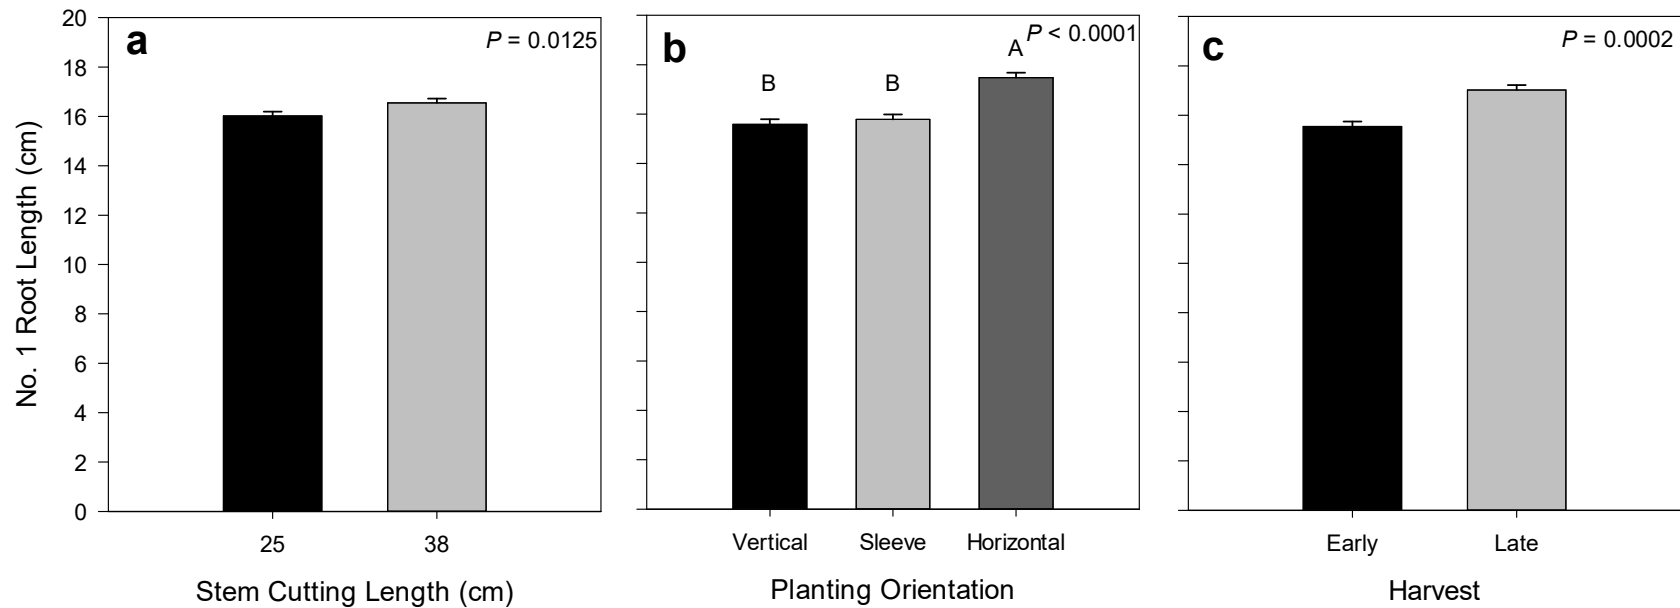 No. 1 Root Length (cm)
20
18
16
14
12
10
8
6
4
2
0
a
P = 0.0125
25
38
Stem Cutting Length (cm)
b
P < 0.0001
B
B
A
Vertical
Sleeve
Horizontal
Planting Orientation
c
P = 0.0002
Early
Late
Harvest